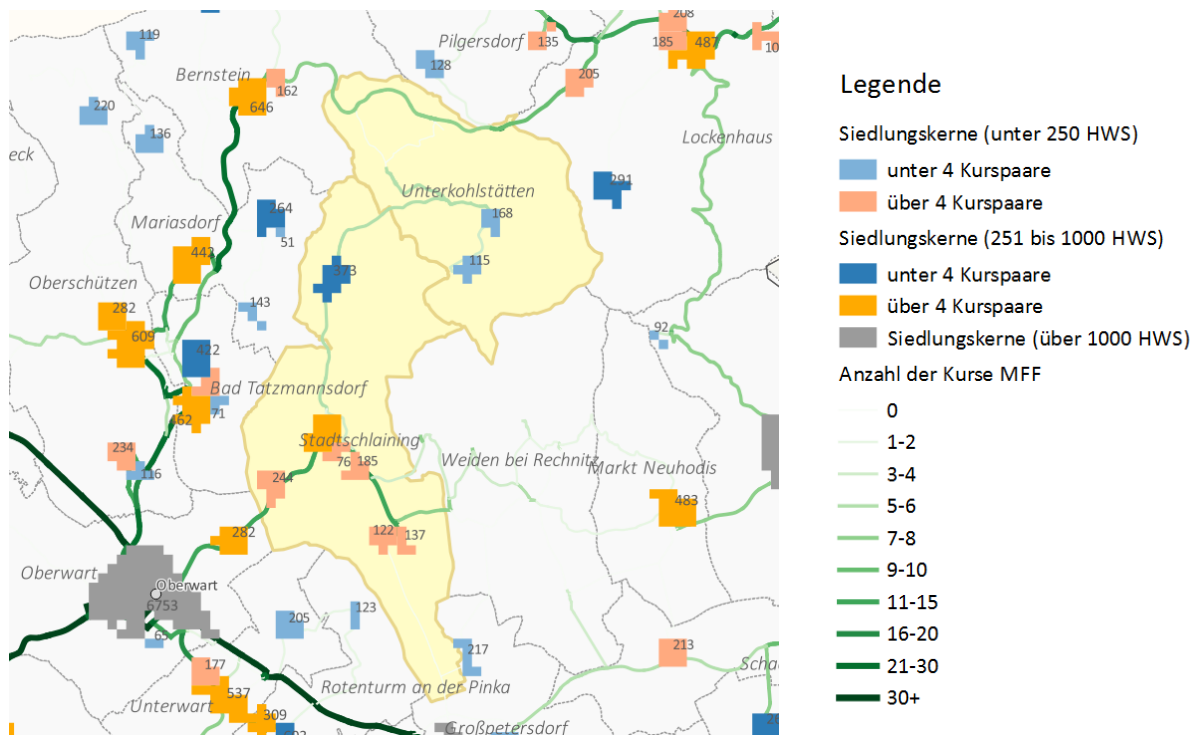 119
208
Pilgersdorf
135
185
487
10
128
Bernstein
162
205
646
220
136
Lockenhaus
eck
Unterkohlstätten
291
264
168
Mariasdorf
51
443
115
373
Oberschützen
282
143
609
92
422
Bad Tatzmannsdorf
71
462
Stadtschlaining
234
76
185
Weiden bei Rechnitz
Markt Neuhodis
116
244
483
282
122
137
Oberwart
Oberwart
6753
123
205
65
217
213
177
Scha
Rotenturm an der Pinka
537
Unterwart
309
Großpetersdorf
Legende
Siedlungskerne (unter 250 HWS)
unter 4 Kurspaare
über 4 Kurspaare
Siedlungskerne (251 bis 1000 HWS)
unter 4 Kurspaare
über 4 Kurspaare
Siedlungskerne (über 1000 HWS)
Anzahl der Kurse MFF
0
1-2
3-4
5-6
7-8
9-10
11-15
16-20
21-30
30+